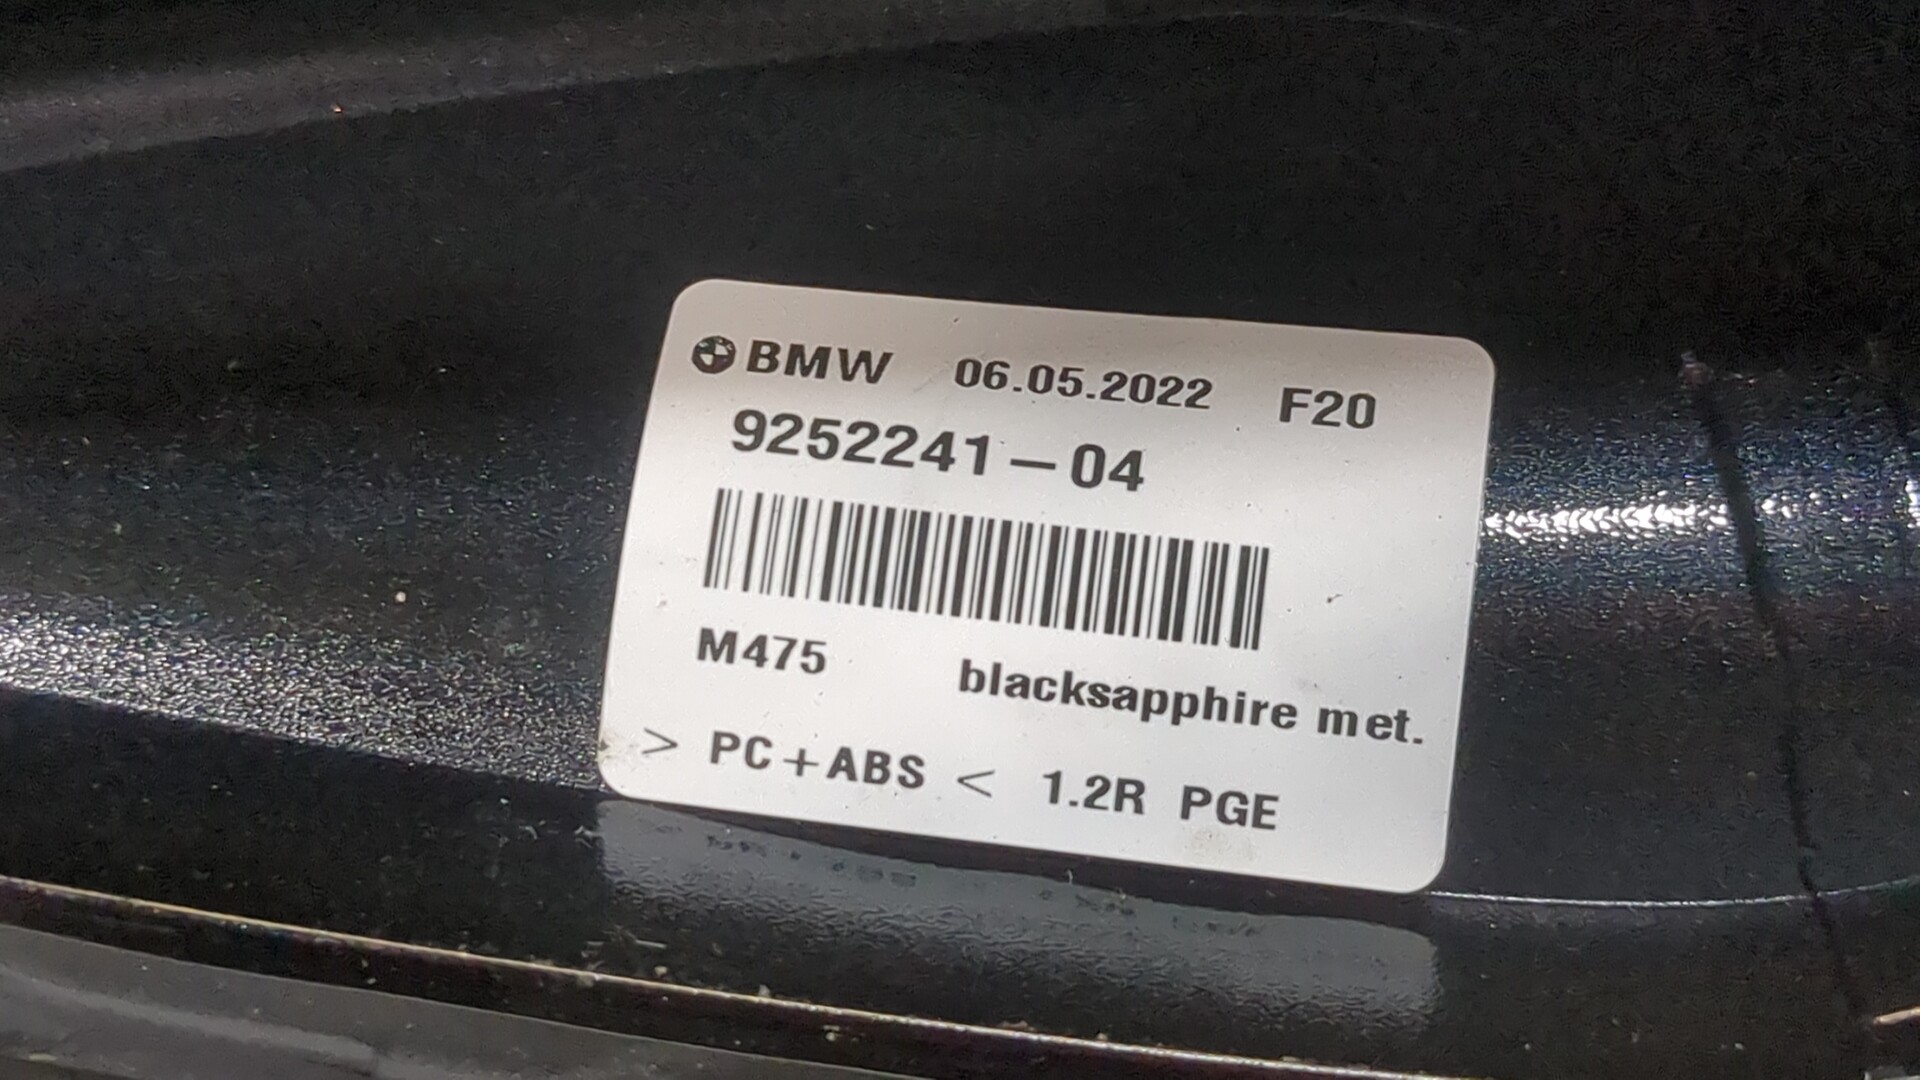 BMW 06.05.2022 F20
9252241-04
M475 blacksapphire met.
> PC+ABS < 1.2R PGE